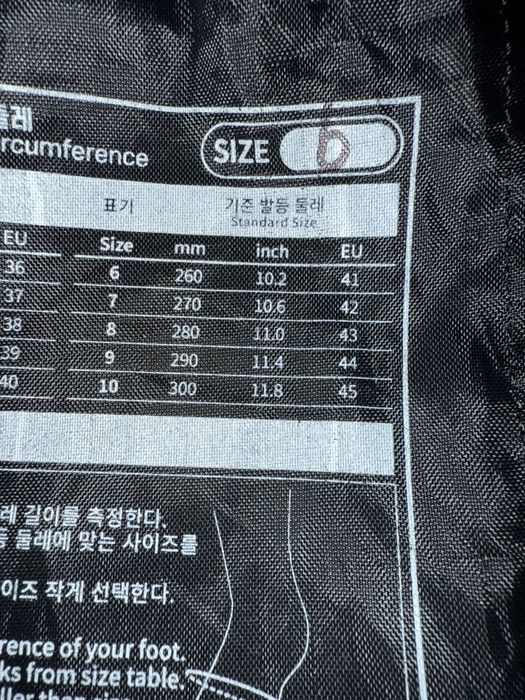 둘레
rcumference
SIZE 6
표기 기준 발등 둘레
Standard Size
EU Size mm inch EU
36 6 260 10.2 41
37 7 270 10.6 42
38 8 280 11.0 43
39 9 290 11.4 44
40 10 300 11.8 45
레 길이를 측정한다.
등 둘레에 맞는 사이즈를
이즈 작게 선택한다.
rence of your foot.
ks from size table.